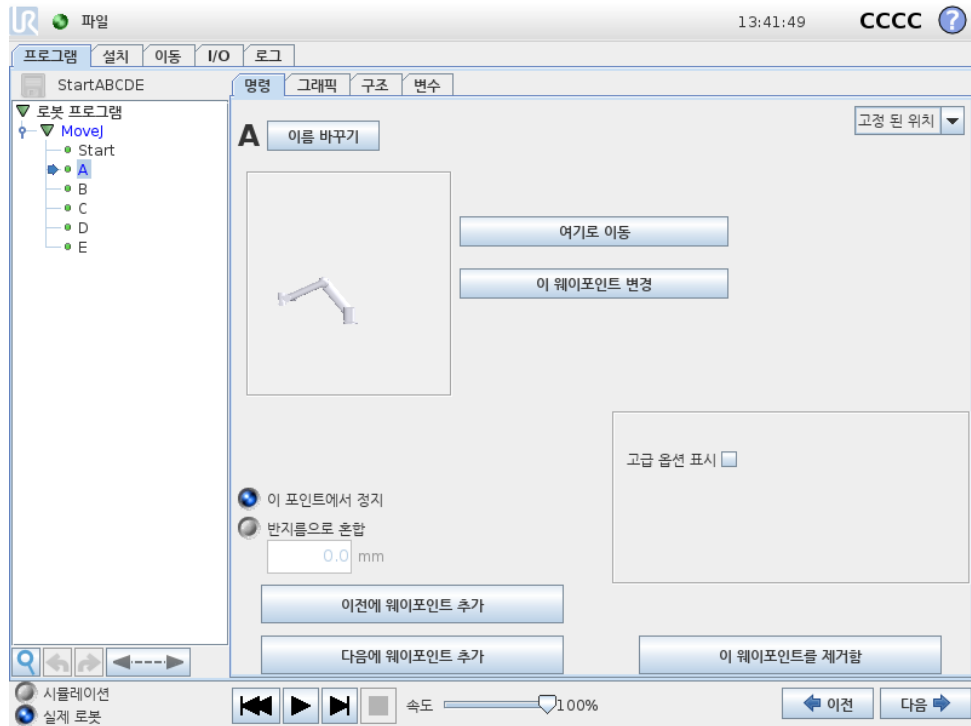 UR 파일 13:41:49 CCCC ?
프로그램 설치 이동 I/O 로그
StartABCDE
명령 그래픽 구조 변수
로봇 프로그램
MoveJ
Start
A
B
C
D
E
A 이름 바꾸기
고정 된 위치
여기로 이동
이 웨이포인트 변경
고급 옵션 표시
이 포인트에서 정지
반지름으로 혼합
0.0 mm
이전에 웨이포인트 추가
다음에 웨이포인트 추가
이 웨이포인트를 제거함
시뮬레이션
실제 로봇
속도 100%
이전 다음